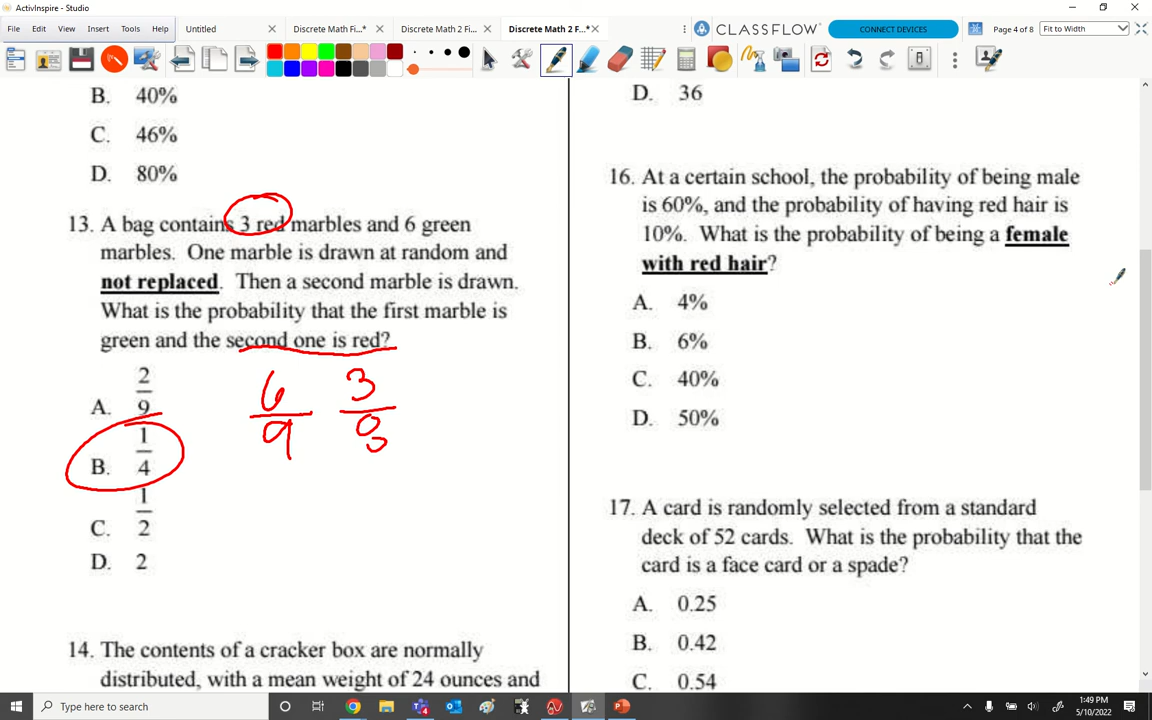 ActivInspire - Studio
File Edit View Insert Tools Help Untitled Discrete Math Fi...* Discrete Math 2 Fi... Discrete Math 2 F...* CLASSFLOW CONNECT DEVICES Page 4 of 8 Fit to Width
B. 40%
C. 46%
D. 80%
13. A bag contains 3 red marbles and 6 green
marbles. One marble is drawn at random and
not replaced. Then a second marble is drawn.
What is the probability that the first marble is
green and the second one is red?
A. 2/9
B. 1/4
C. 1/2
D. 2
6/9 3/8
14. The contents of a cracker box are normally
distributed, with a mean weight of 24 ounces and
D. 36
16. At a certain school, the probability of being male
is 60%, and the probability of having red hair is
10%. What is the probability of being a female
with red hair?
A. 4%
B. 6%
C. 40%
D. 50%
17. A card is randomly selected from a standard
deck of 52 cards. What is the probability that the
card is a face card or a spade?
A. 0.25
B. 0.42
C. 0.54
Type here to search
1:49 PM
5/10/2022